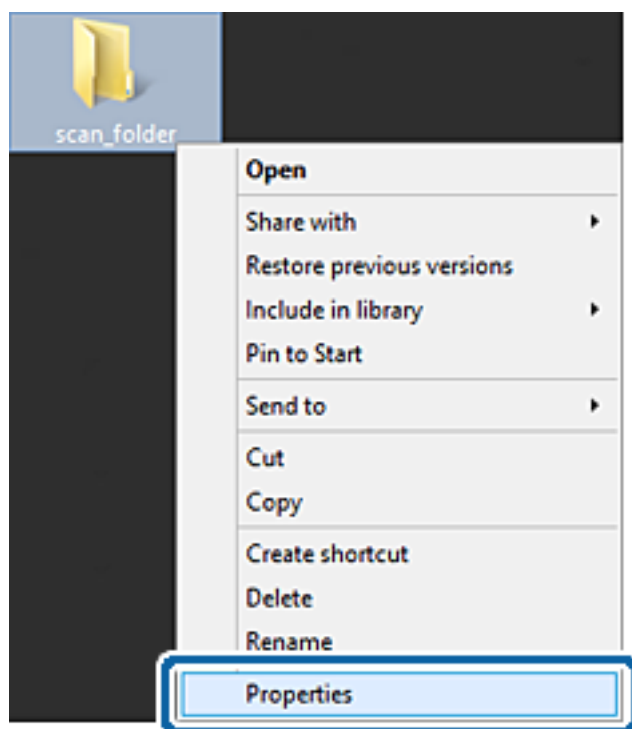 scan_folder
Open
Share with
Restore previous versions
Include in library
Pin to Start
Send to
Cut
Copy
Create shortcut
Delete
Rename
Properties